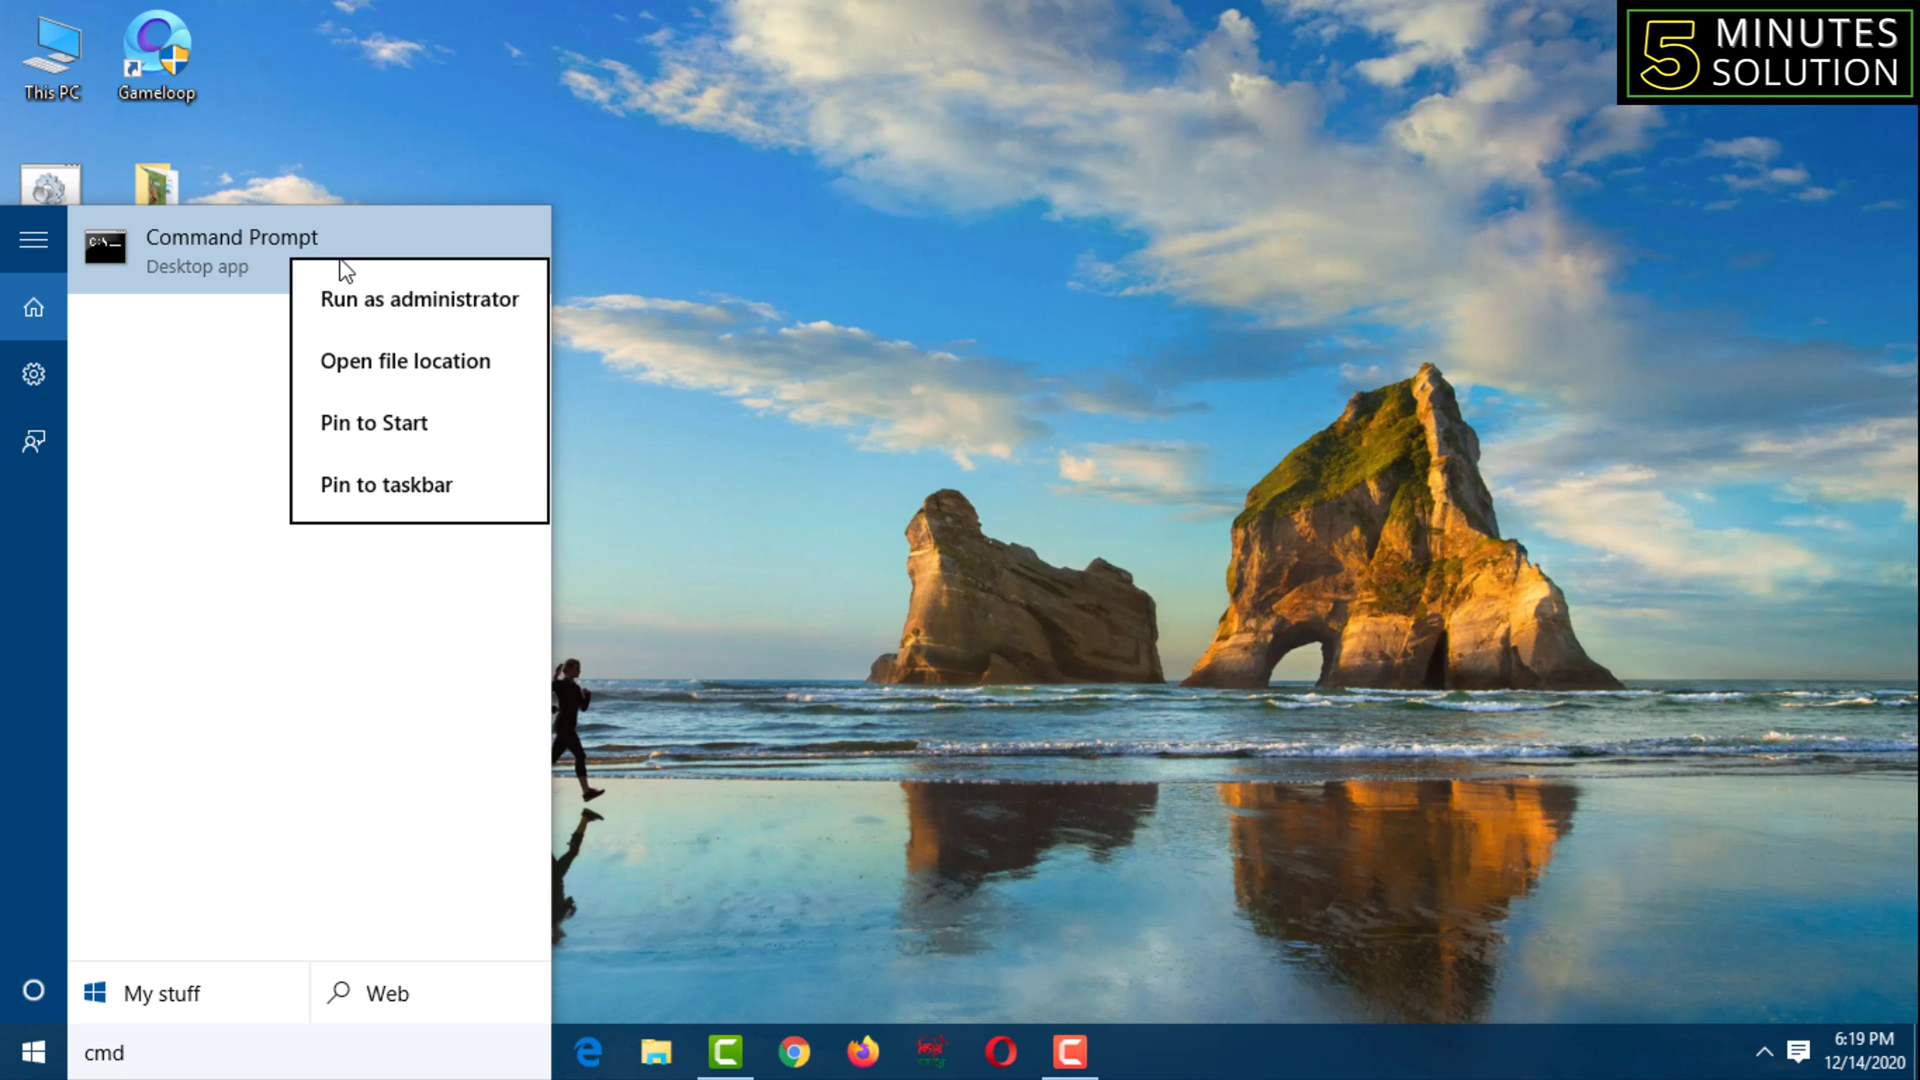 This PC
Gameloop
5 MINUTES
SOLUTION
Command Prompt
Desktop app
Run as administrator
Open file location
Pin to Start
Pin to taskbar
My stuff
Web
cmd
6:19 PM
12/14/2020